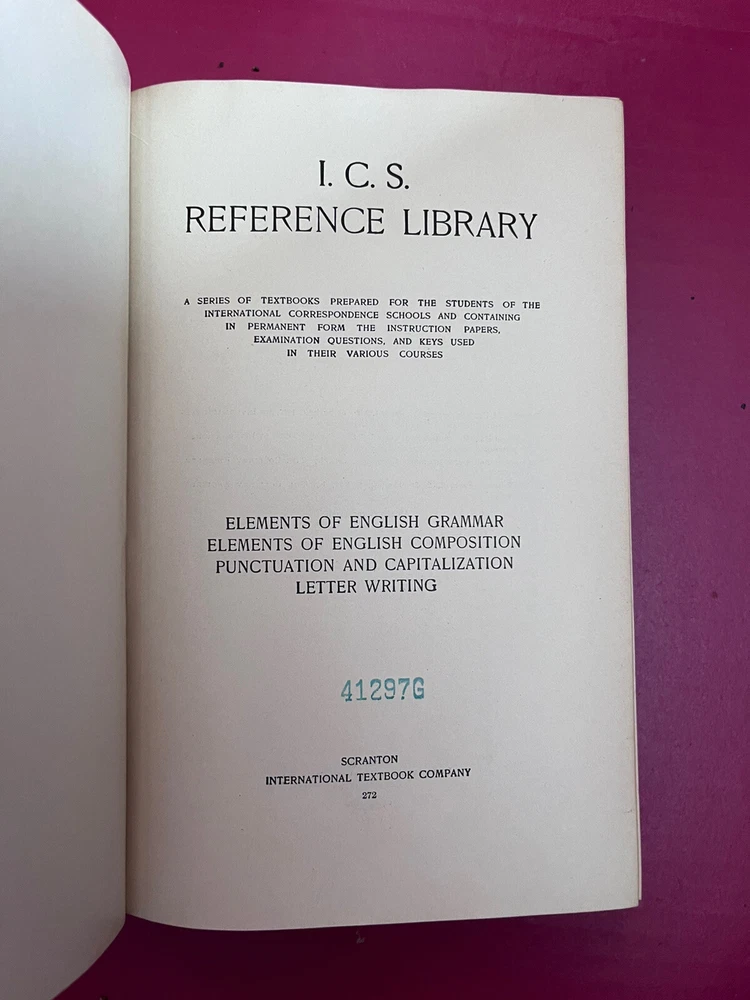 I. C. S.
REFERENCE LIBRARY
A SERIES OF TEXTBOOKS PREPARED FOR THE STUDENTS OF THE
INTERNATIONAL CORRESPONDENCE SCHOOLS AND CONTAINING
IN PERMANENT FORM THE INSTRUCTION PAPERS,
EXAMINATION QUESTIONS, AND KEYS USED
IN THEIR VARIOUS COURSES
ELEMENTS OF ENGLISH GRAMMAR
ELEMENTS OF ENGLISH COMPOSITION
PUNCTUATION AND CAPITALIZATION
LETTER WRITING
41297G
SCRANTON
INTERNATIONAL TEXTBOOK COMPANY
272